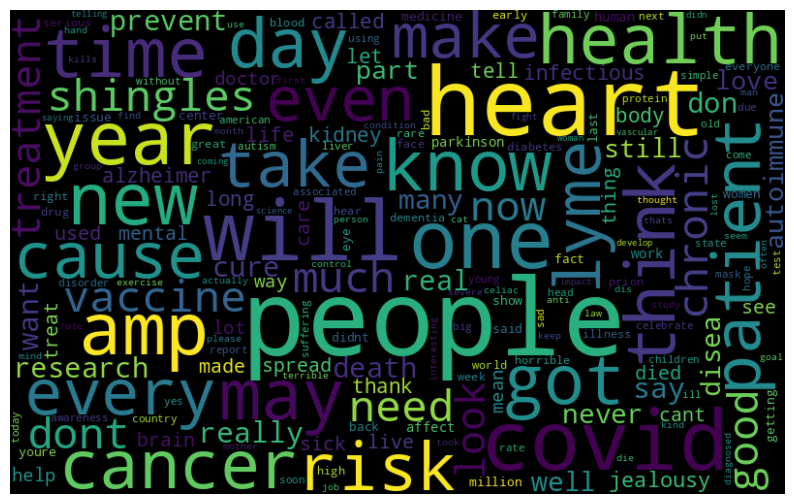 telling use blood using early family human next didn
serious hand prevent called let medicine put everyone
kills time day make health
treatment without doctor part tell infectious love simple man
saying issue find center shingles even heart don
year american first month great autism life kidney condition bad rare face parkinson last fight body protein due old
group coming liver diabetes woman vascular come
alzheimer take pain know still
right long associated many now lyme thing women autoimmune
drug new science hear care dementia think thought lost patient
used mental person will one chronic thats often
cause cure eye cat fact work state seem
disorder much control real develop test
want exercise actually way young celiac head prion dis mask hope
vaccine suffering severe show anti impact study see
treat lot big sad law illness celebrate
hate amp didnt said keep disea
mind please people interesting children
research report made spread death world horrible died ill goal
terrible week mean say
every may thank need look got never cant good getting
today awareness yes country
dont brain really sick live back affect took covid kind
youre mother rate diagnosed
help cancer high risk million well die jealousy
soon job